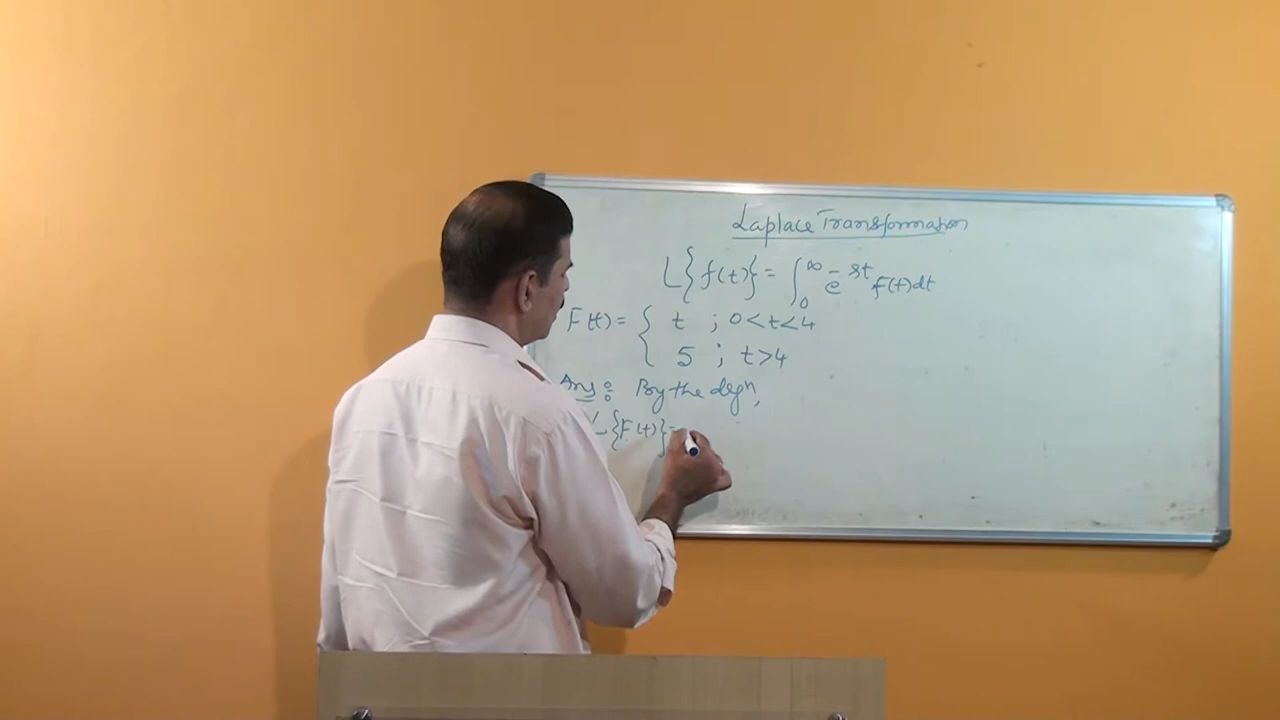 Laplace Transformation
L{f(t)} = ∫₀^∞ e^{-st} f(t)dt
F(t) = { t ; 0<t<4
5 ; t>4
Ans: By the defn,
L{F(t)}=